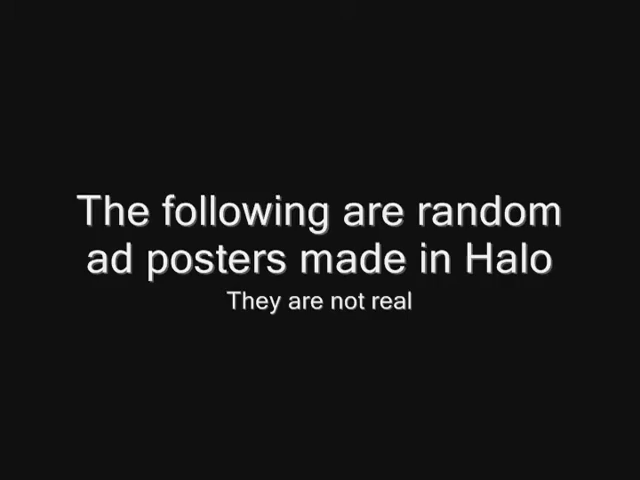 The following are random
ad posters made in Halo
They are not real